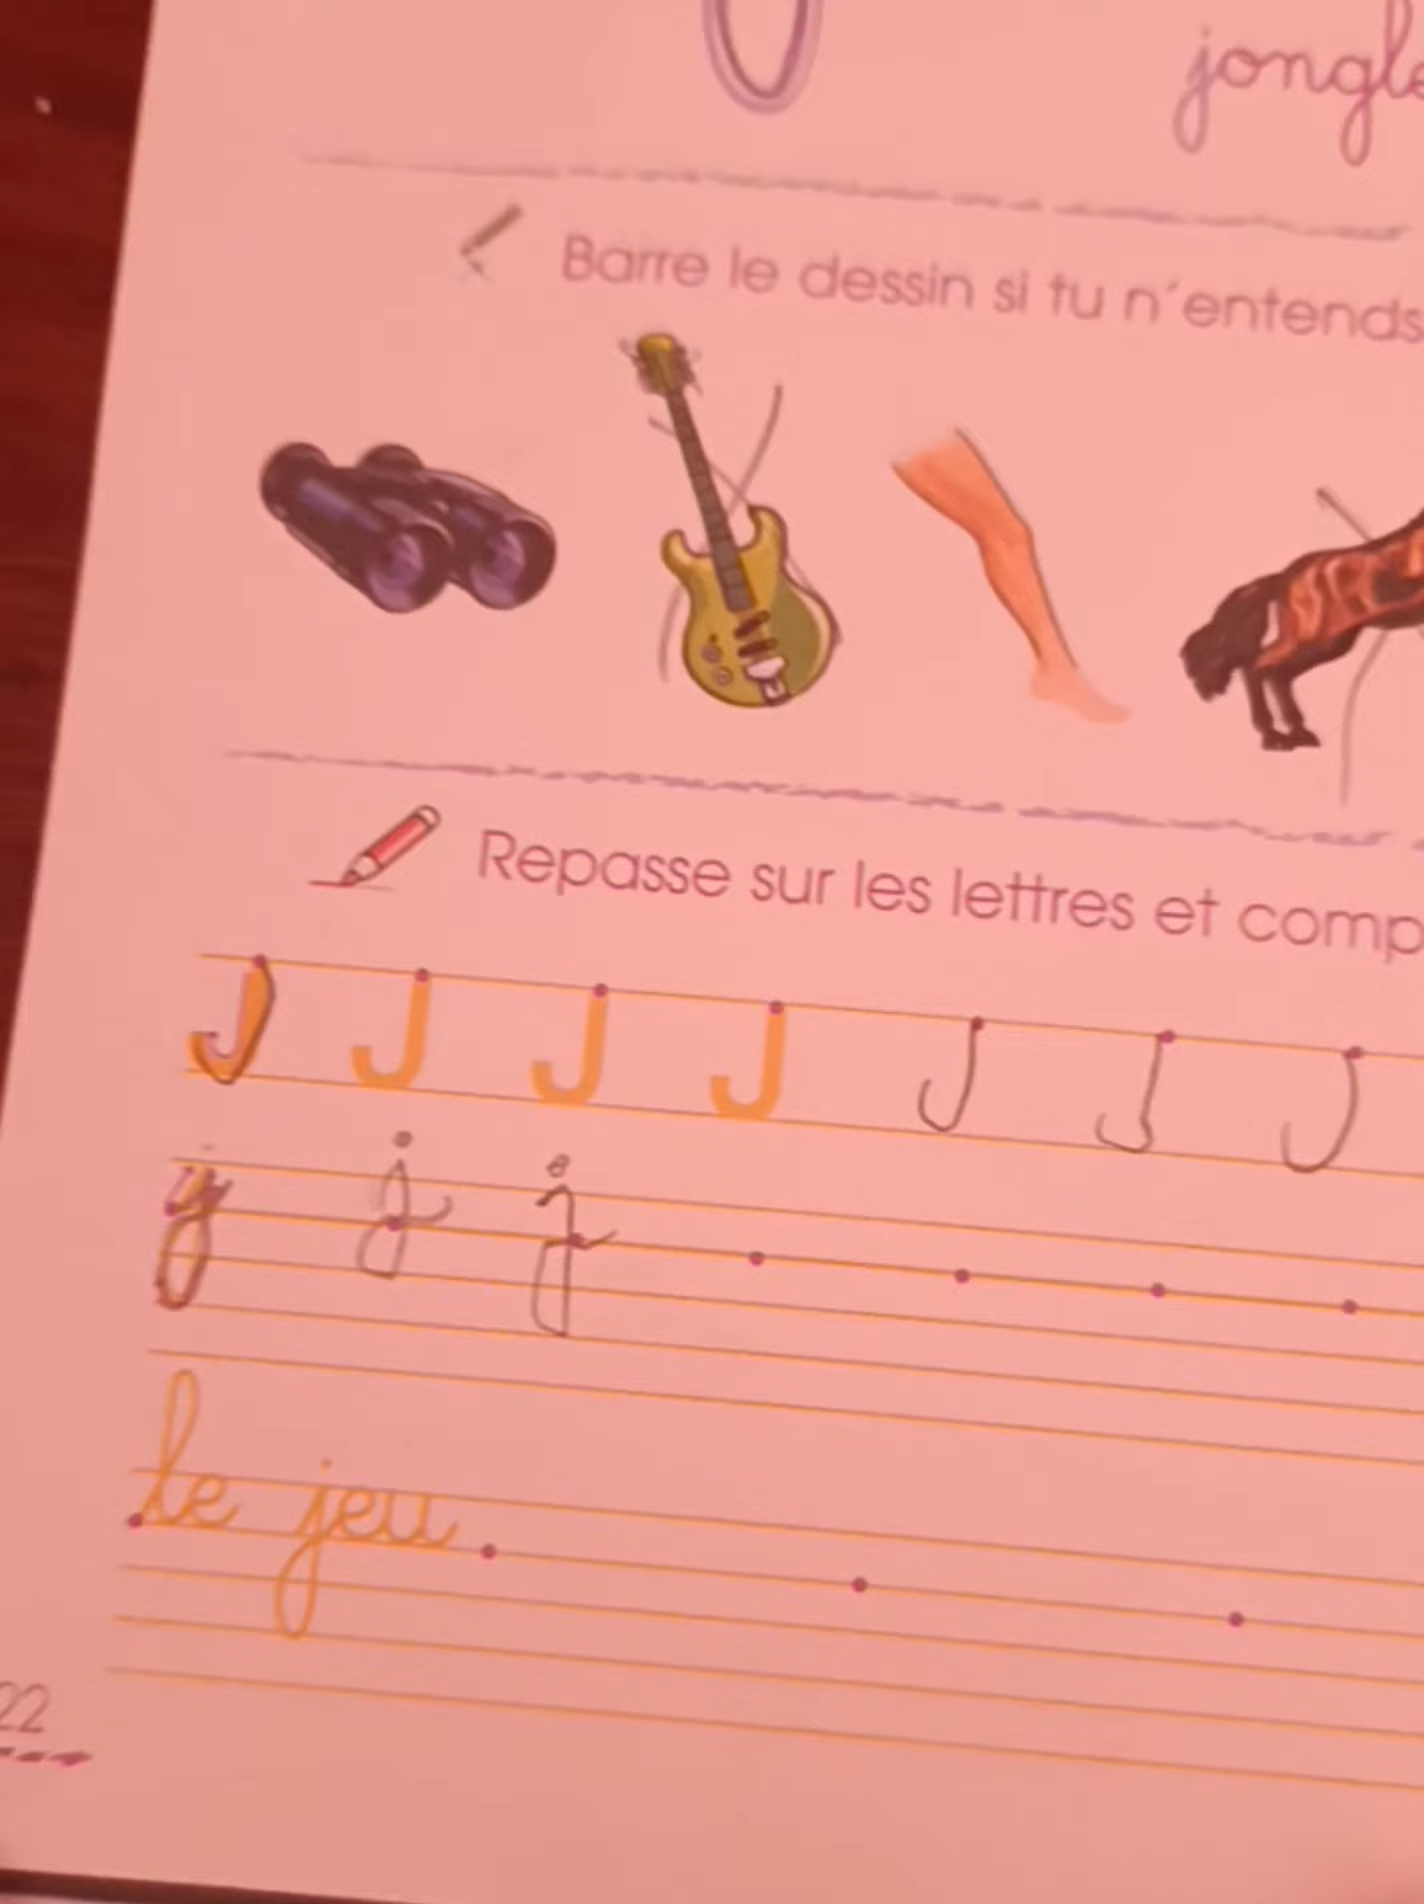 jongle
Barre le dessin si tu n'entends
Repasse sur les lettres et comp
J J J J J J J
j j j
le jeu
22